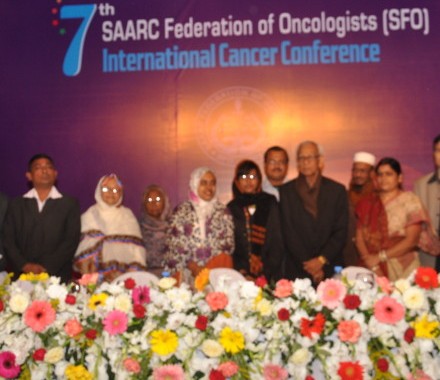 7th
SAARC Federation of Oncologists (SFO)
International Cancer Conference